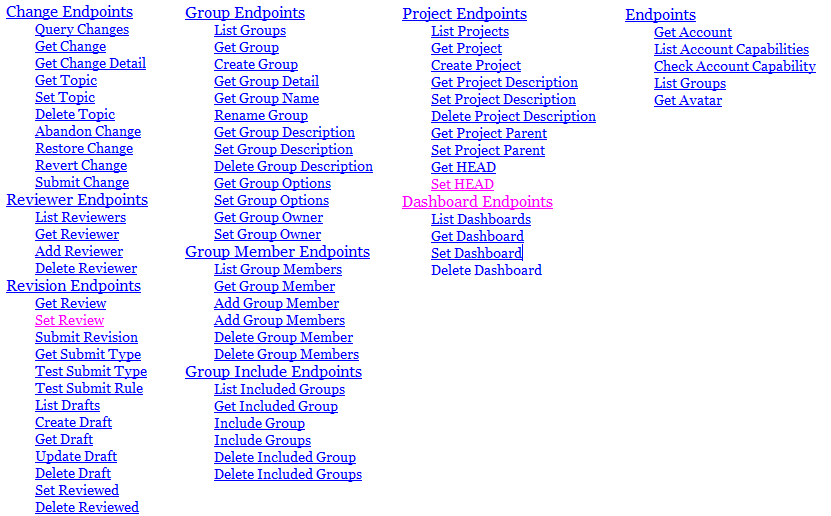 Change Endpoints
Query Changes
Get Change
Get Change Detail
Get Topic
Set Topic
Delete Topic
Abandon Change
Restore Change
Revert Change
Submit Change
Reviewer Endpoints
List Reviewers
Get Reviewer
Add Reviewer
Delete Reviewer
Revision Endpoints
Get Review
Set Review
Submit Revision
Get Submit Type
Test Submit Type
Test Submit Rule
List Drafts
Create Draft
Get Draft
Update Draft
Delete Draft
Set Reviewed
Delete Reviewed
Group Endpoints
List Groups
Get Group
Create Group
Get Group Detail
Get Group Name
Rename Group
Get Group Description
Set Group Description
Delete Group Description
Get Group Options
Set Group Options
Get Group Owner
Set Group Owner
Group Member Endpoints
List Group Members
Get Group Member
Add Group Member
Add Group Members
Delete Group Member
Delete Group Members
Group Include Endpoints
List Included Groups
Get Included Group
Include Group
Include Groups
Delete Included Group
Delete Included Groups
Project Endpoints
List Projects
Get Project
Create Project
Get Project Description
Set Project Description
Delete Project Description
Get Project Parent
Set Project Parent
Get HEAD
Set HEAD
Dashboard Endpoints
List Dashboards
Get Dashboard
Set Dashboard
Delete Dashboard
Endpoints
Get Account
List Account Capabilities
Check Account Capability
List Groups
Get Avatar